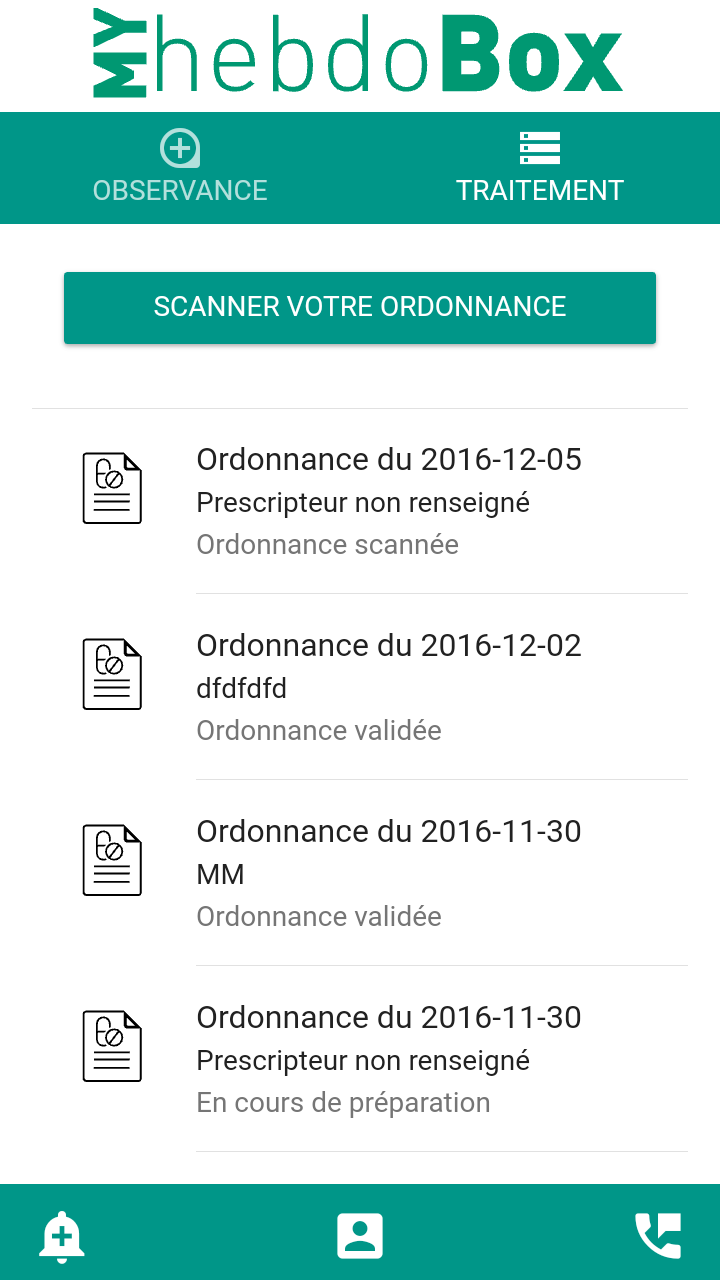 MY hebdoBox
OBSERVANCE
TRAITEMENT
SCANNER VOTRE ORDONNANCE
Ordonnance du 2016-12-05
Prescripteur non renseigné
Ordonnance scannée
Ordonnance du 2016-12-02
dfdfdfd
Ordonnance validée
Ordonnance du 2016-11-30
MM
Ordonnance validée
Ordonnance du 2016-11-30
Prescripteur non renseigné
En cours de préparation